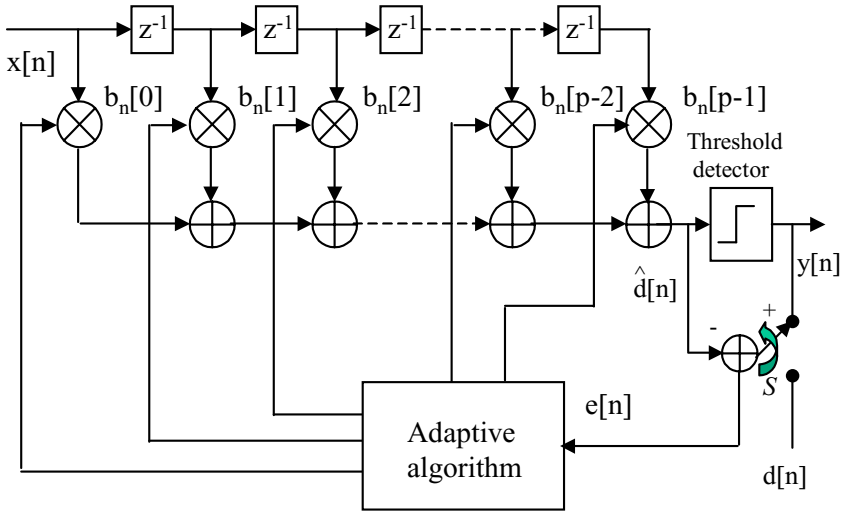 z⁻¹ z⁻¹ z⁻¹ z⁻¹
x[n]
bₙ[0] bₙ[1] bₙ[2] bₙ[p-2] bₙ[p-1]
Threshold
detector
d̂[n]
y[n]
- +
S
e[n]
Adaptive
algorithm
d[n]